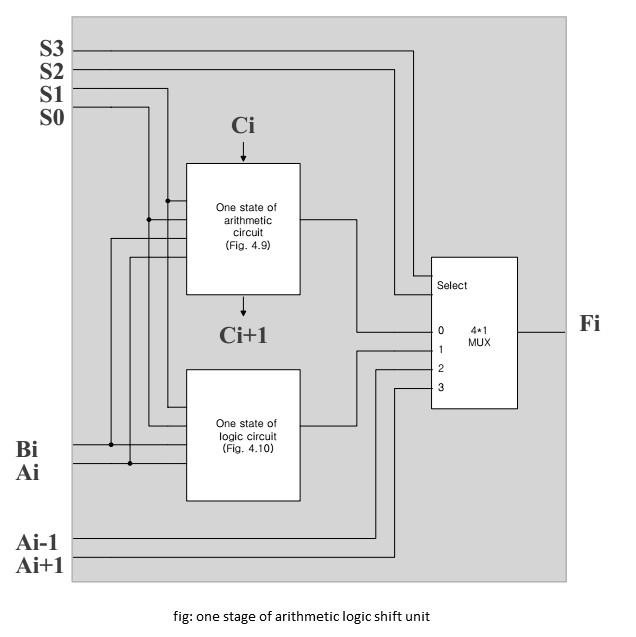 S3
S2
S1
S0
Ci
One state of
arithmetic
circuit
(Fig. 4.9)
Ci+1
Select
0
1
2
3
4*1
MUX
Fi
One state of
logic circuit
(Fig. 4.10)
Bi
Ai
Ai-1
Ai+1
fig: one stage of arithmetic logic shift unit